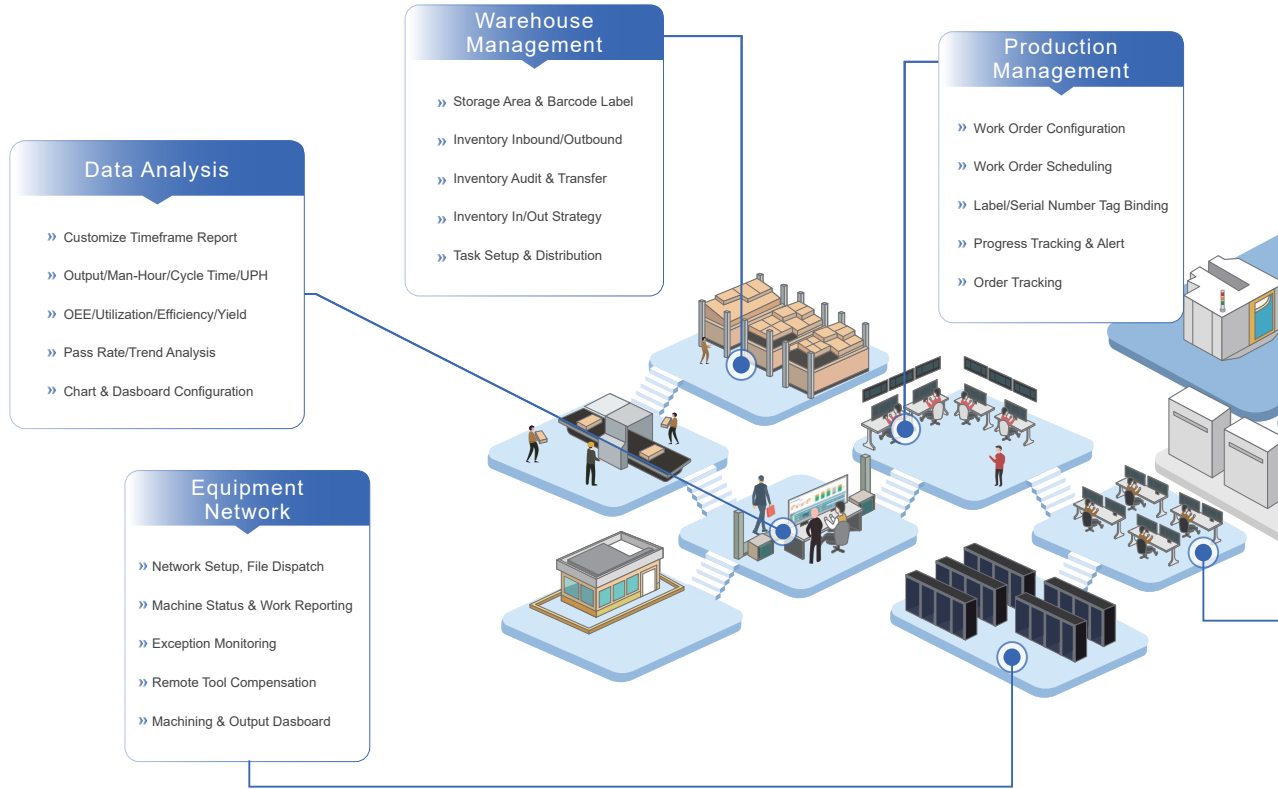 Warehouse
Management
Storage Area & Barcode Label
Inventory Inbound/Outbound
Inventory Audit & Transfer
Inventory In/Out Strategy
Task Setup & Distribution
Production
Management
Work Order Configuration
Work Order Scheduling
Label/Serial Number Tag Binding
Progress Tracking & Alert
Order Tracking
Data Analysis
Customize Timeframe Report
Output/Man-Hour/Cycle Time/UPH
OEE/Utilization/Efficiency/Yield
Pass Rate/Trend Analysis
Chart & Dasboard Configuration
Equipment
Network
Network Setup, File Dispatch
Machine Status & Work Reporting
Exception Monitoring
Remote Tool Compensation
Machining & Output Dasboard